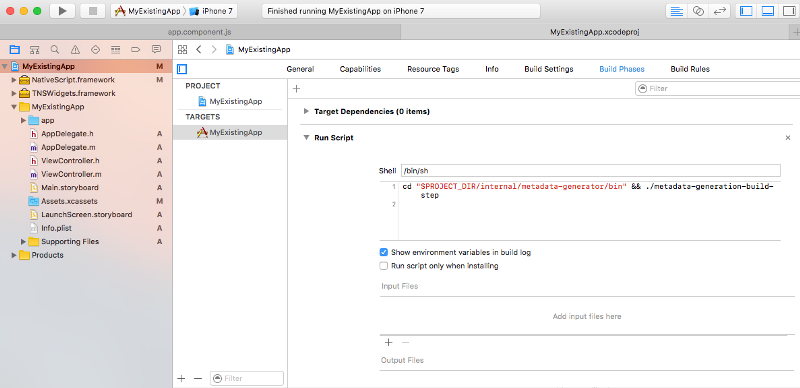 MyExistingApp iPhone 7
Finished running MyExistingApp on iPhone 7
app.component.js
MyExistingApp.xcodeproj
MyExistingApp M
NativeScript.framework M
TNSWidgets.framework
MyExistingApp
app
AppDelegate.h A
AppDelegate.m A
ViewController.h A
ViewController.m A
Main.storyboard A
Assets.xcassets M
LaunchScreen.storyboard A
Info.plist A
Supporting Files A
Products
MyExistingApp
General Capabilities Resource Tags Info Build Settings Build Phases Build Rules
PROJECT
MyExistingApp
TARGETS
MyExistingApp
Filter
Filter
Target Dependencies (0 items)
Run Script
Shell /bin/sh
1 cd "$PROJECT_DIR/internal/metadata-generator/bin" && ./metadata-generation-build-
step
2
Show environment variables in build log
Run script only when installing
Input Files
Add input files here
Output Files